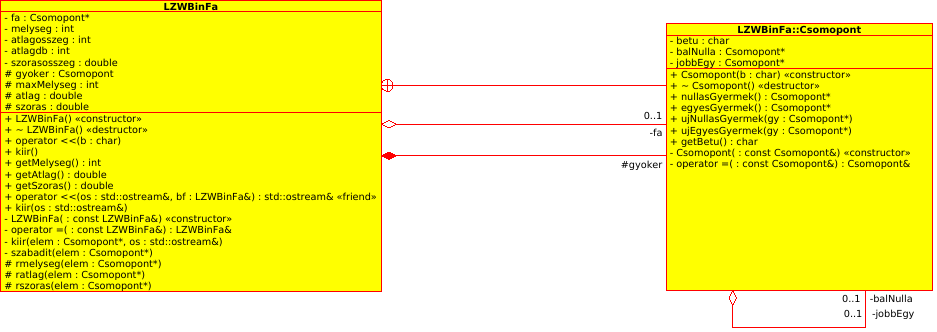 LZWBinFa
- fa : Csomopont*
- melyseg : int
- atlagosszeg : int
- atlagdb : int
- szorasosszeg : double
# gyoker : Csomopont
# maxMelyseg : int
# atlag : double
# szoras : double
+ LZWBinFa() «constructor»
+ ~ LZWBinFa() «destructor»
+ operator <<(b : char)
+ kiir()
+ getMelyseg() : int
+ getAtlag() : double
+ getSzoras() : double
+ operator <<(os : std::ostream&, bf : LZWBinFa&) : std::ostream& «friend»
+ kiir(os : std::ostream&)
- LZWBinFa( : const LZWBinFa&) «constructor»
- operator =( : const LZWBinFa&) : LZWBinFa&
- kiir(elem : Csomopont*, os : std::ostream&)
- szabadit(elem : Csomopont*)
# rmelyseg(elem : Csomopont*)
# ratlag(elem : Csomopont*)
# rszoras(elem : Csomopont*)
0..1
-fa
#gyoker
LZWBinFa::Csomopont
- betu : char
- balNulla : Csomopont*
- jobbEgy : Csomopont*
+ Csomopont(b : char) «constructor»
+ ~ Csomopont() «destructor»
+ nullasGyermek() : Csomopont*
+ egyesGyermek() : Csomopont*
+ ujNullasGyermek(gy : Csomopont*)
+ ujEgyesGyermek(gy : Csomopont*)
+ getBetu() : char
- Csomopont( : const Csomopont&) «constructor»
- operator =( : const Csomopont&) : Csomopont&
0..1 -balNulla
0..1 -jobbEgy